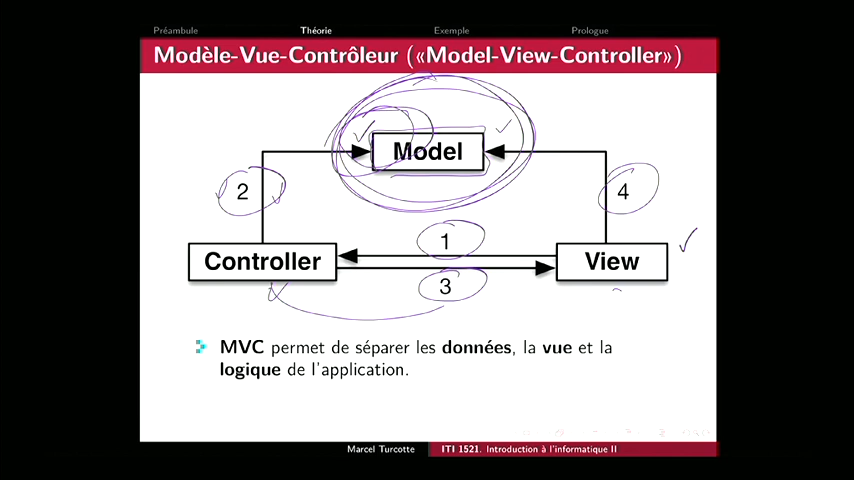 Préambule Théorie Exemple Prologue
Modèle-Vue-Contrôleur («Model-View-Controller»)
Model
2
4
1
Controller
View
3
MVC permet de séparer les données, la vue et la
logique de l'application.
Marcel Turcotte ITI 1521. Introduction à l'informatique II